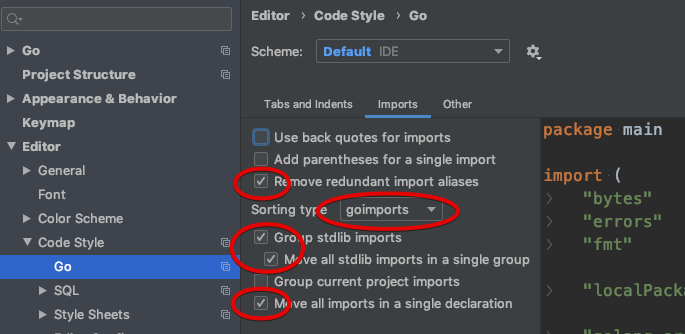 Go
Project Structure
Appearance & Behavior
Keymap
Editor
General
Font
Color Scheme
Code Style
Go
SQL
Style Sheets
Editor › Code Style › Go
Scheme: Default IDE
Tabs and Indents Imports Other
Use back quotes for imports
Add parentheses for a single import
Remove redundant import aliases
Sorting type goimports
Group stdlib imports
Move all stdlib imports in a single group
Group current project imports
Move all imports in a single declaration
package main
import (
"bytes"
"errors"
"fmt"
"localPacka